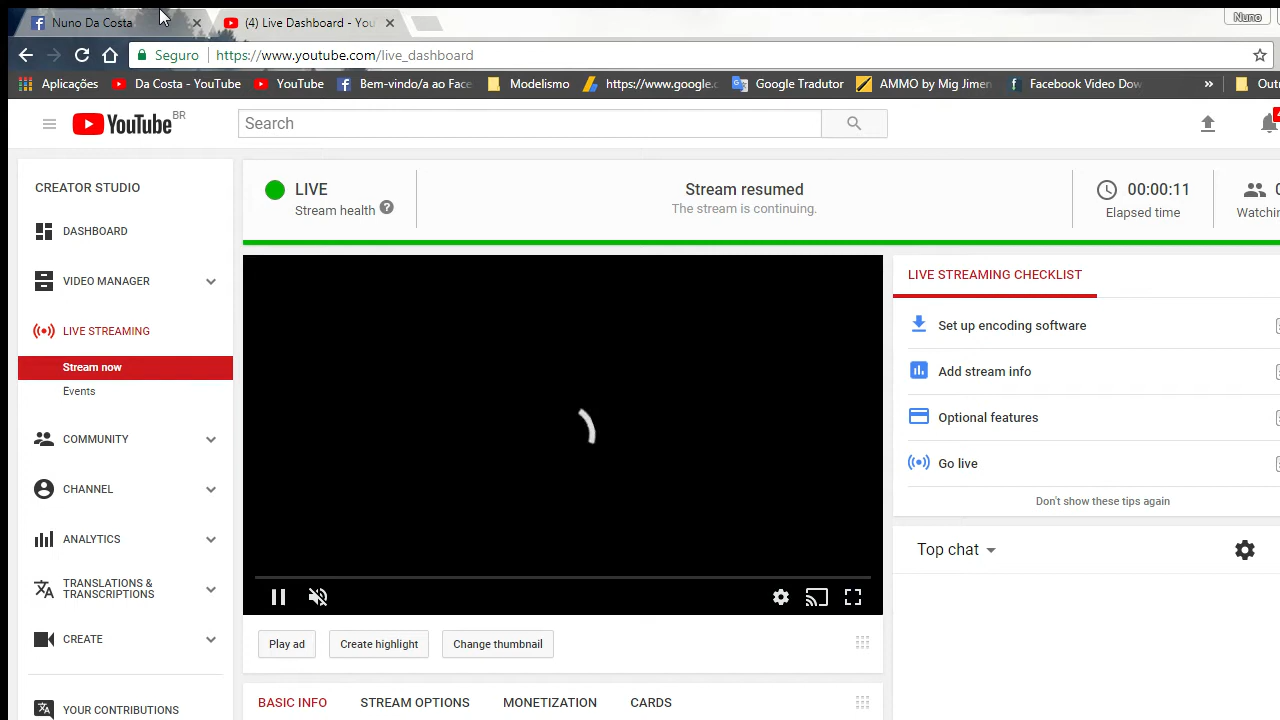 Nuno Da Costa
(4) Live Dashboard - You
Nuno
Seguro
https://www.youtube.com/live_dashboard
Aplicações
Da Costa - YouTube
YouTube
Bem-vindo/a ao Face
Modelismo
https://www.google.c
Google Tradutor
AMMO by Mig Jimen
Facebook Video Dow
»
Outr
YouTube BR
Search
4
CREATOR STUDIO
DASHBOARD
VIDEO MANAGER
LIVE STREAMING
Stream now
Events
COMMUNITY
CHANNEL
ANALYTICS
TRANSLATIONS &
TRANSCRIPTIONS
CREATE
YOUR CONTRIBUTIONS
LIVE
Stream health ?
Stream resumed
The stream is continuing.
00:00:11
Elapsed time
0
Watchin
Play ad
Create highlight
Change thumbnail
BASIC INFO
STREAM OPTIONS
MONETIZATION
CARDS
LIVE STREAMING CHECKLIST
Set up encoding software
Add stream info
Optional features
Go live
Don't show these tips again
Top chat